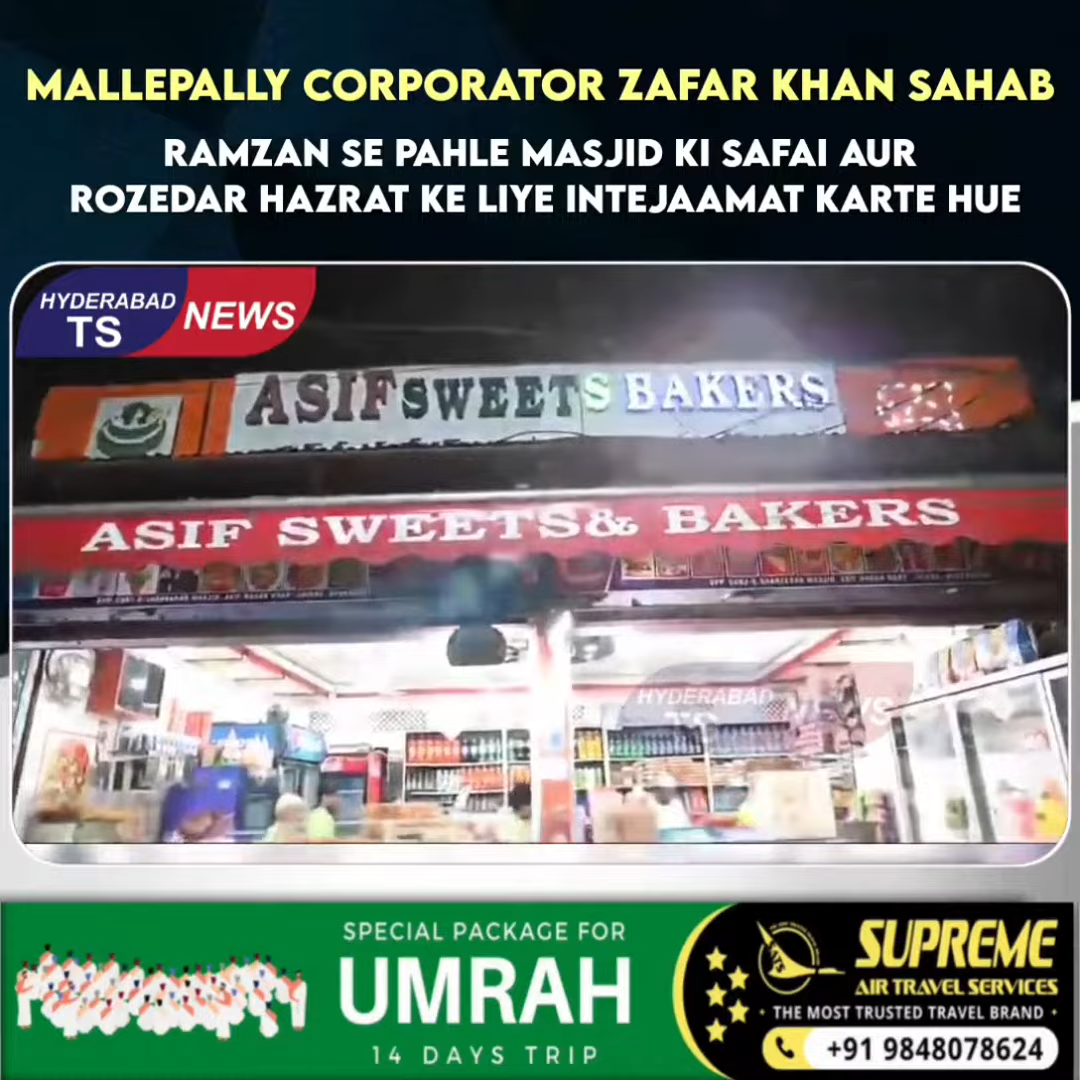 MALLEPALLY CORPORATOR ZAFAR KHAN SAHAB
RAMZAN SE PAHLE MASJID KI SAFAI AUR
ROZEDAR HAZRAT KE LIYE INTEJAAMAT KARTE HUE
HYDERABAD
TS NEWS
ASIF SWEETS BAKERS
ASIF SWEETS& BAKERS
HYDERABAD
TS NEWS
SPECIAL PACKAGE FOR
UMRAH
14 DAYS TRIP
SUPREME
AIR TRAVEL SERVICES
• THE MOST TRUSTED TRAVEL BRAND •
+91 9848078624